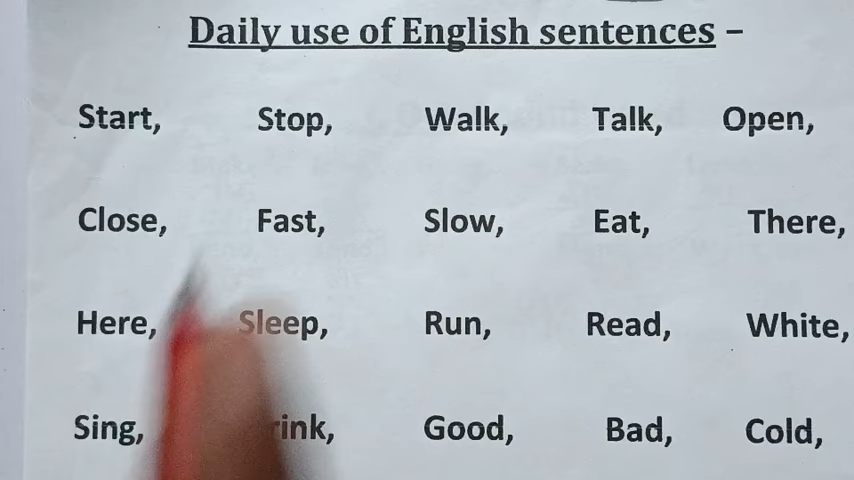 Daily use of English sentences –
Start, Stop, Walk, Talk, Open,
Close, Fast, Slow, Eat, There,
Here, Sleep, Run, Read, White,
Sing, Good, Bad, Cold,